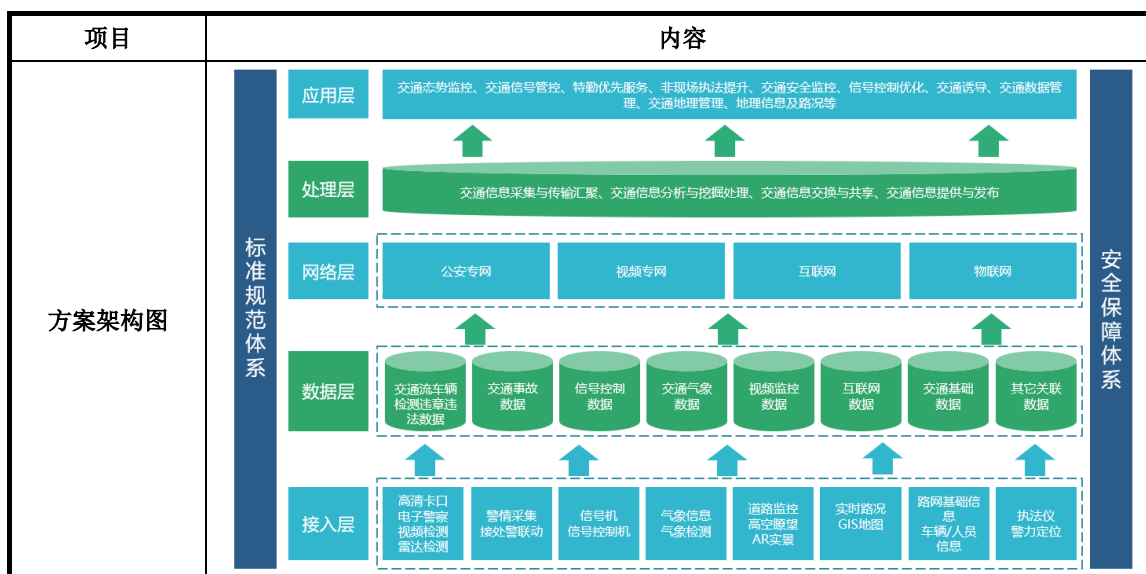 项目
内容
方案架构图
标准规范体系
应用层
交通态势监控、交通信号管控、特勤优先服务、非现场执法提升、交通安全监控、信号控制优化、交通诱导、交通数据管
理、交通地理管理、地理信息及路况等
处理层
交通信息采集与传输汇聚、交通信息分析与挖掘处理、交通信息交换与共享、交通信息提供与发布
网络层
公安专网
视频专网
互联网
物联网
数据层
交通流车辆
检测违章违
法数据
交通事故
数据
信号控制
数据
交通气象
数据
视频监控
数据
互联网
数据
交通基础
数据
其它关联
数据
接入层
高清卡口
电子警察
视频检测
雷达检测
警情采集
接处警联动
信号机
信号控制机
气象信息
气象检测
道路监控
高空瞭望
AR实景
实时路况
GIS地图
路网基础信
息
车辆/人员
信息
执法仪
警力定位
安全保障体系